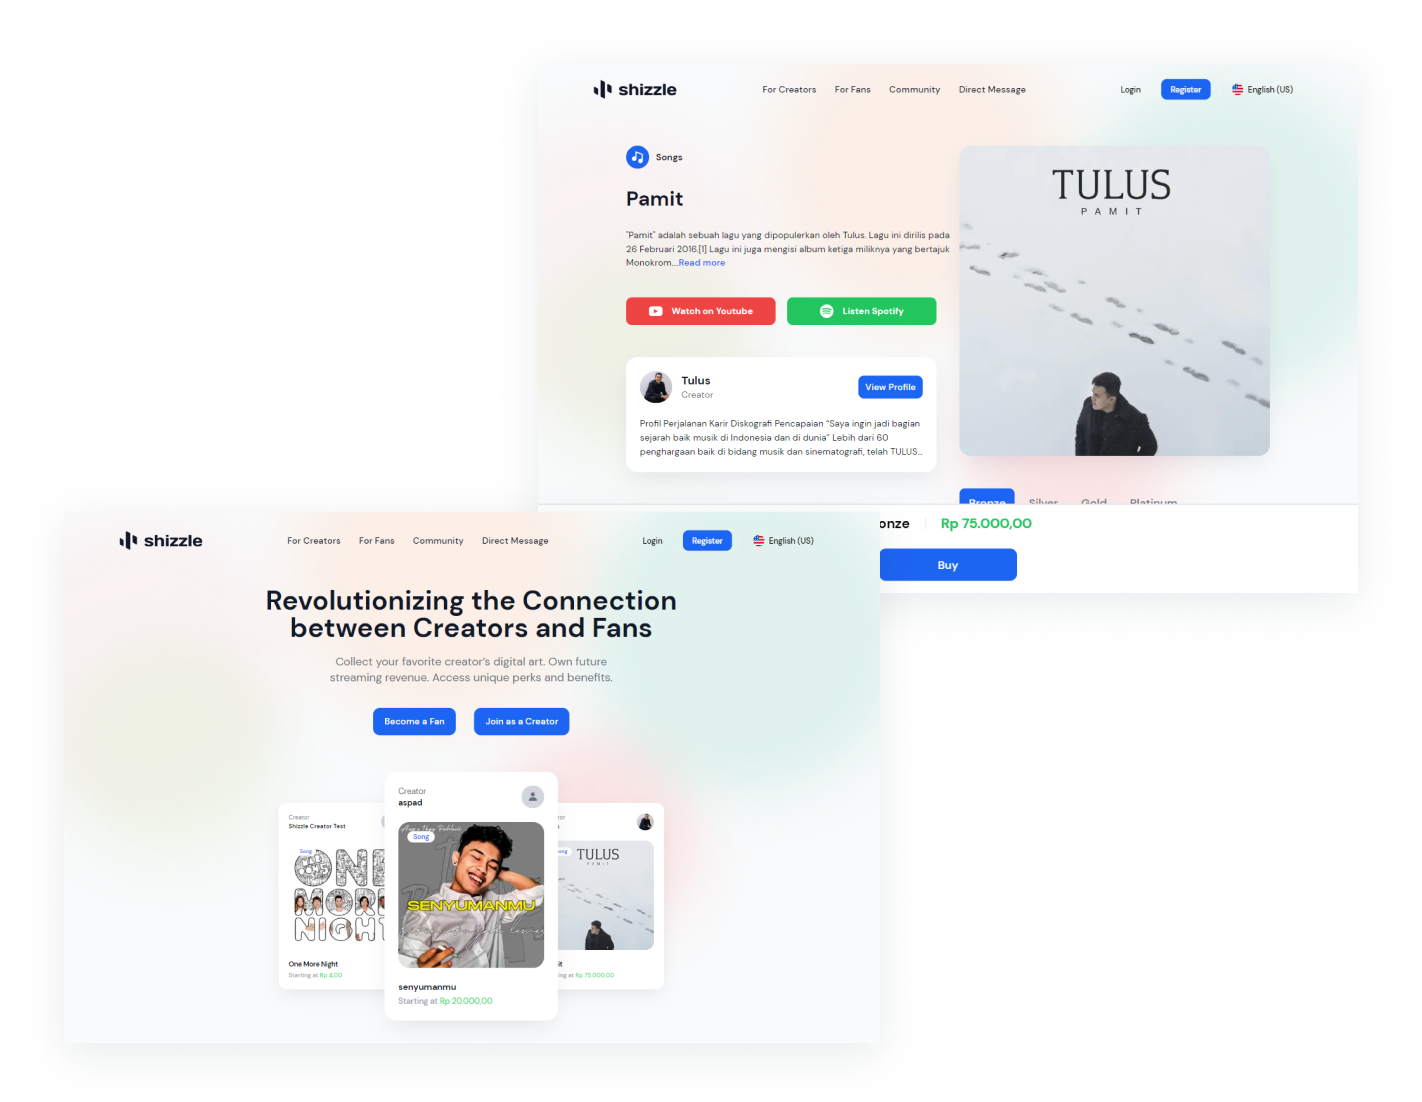 shizzle
For Creators For Fans Community Direct Message
Login Register English (US)
Songs
Pamit
"Pamit" adalah sebuah lagu yang dipopulerkan oleh Tulus. Lagu ini dirilis pada
26 Februari 2016.[1] Lagu ini juga mengisi album ketiga miliknya yang bertajuk
Monokrom....Read more
Watch on Youtube
Listen Spotify
Tulus
Creator
View Profile
Profil Perjalanan Karir Diskografi Pencapaian "Saya ingin jadi bagian
sejarah baik musik di Indonesia dan di dunia" Lebih dari 60
penghargaan baik di bidang musik dan sinematografi, telah TULUS...
TULUS
PAMIT
Bronze Silver Gold Platinum
onze Rp 75.000,00
Buy
shizzle
For Creators For Fans Community Direct Message
Login Register English (US)
Revolutionizing the Connection
between Creators and Fans
Collect your favorite creator's digital art. Own future
streaming revenue. Access unique perks and benefits.
Become a Fan
Join as a Creator
Creator
Shizzle Creator Test
Song
ONE
MORE
NIGHT
One More Night
Starting at Rp 4,00
Creator
aspad
Song
SENYUMANMU
senyumanmu
Starting at Rp 20.000,00
TULUS
PAMIT
it
ing at Rp 75.000,00